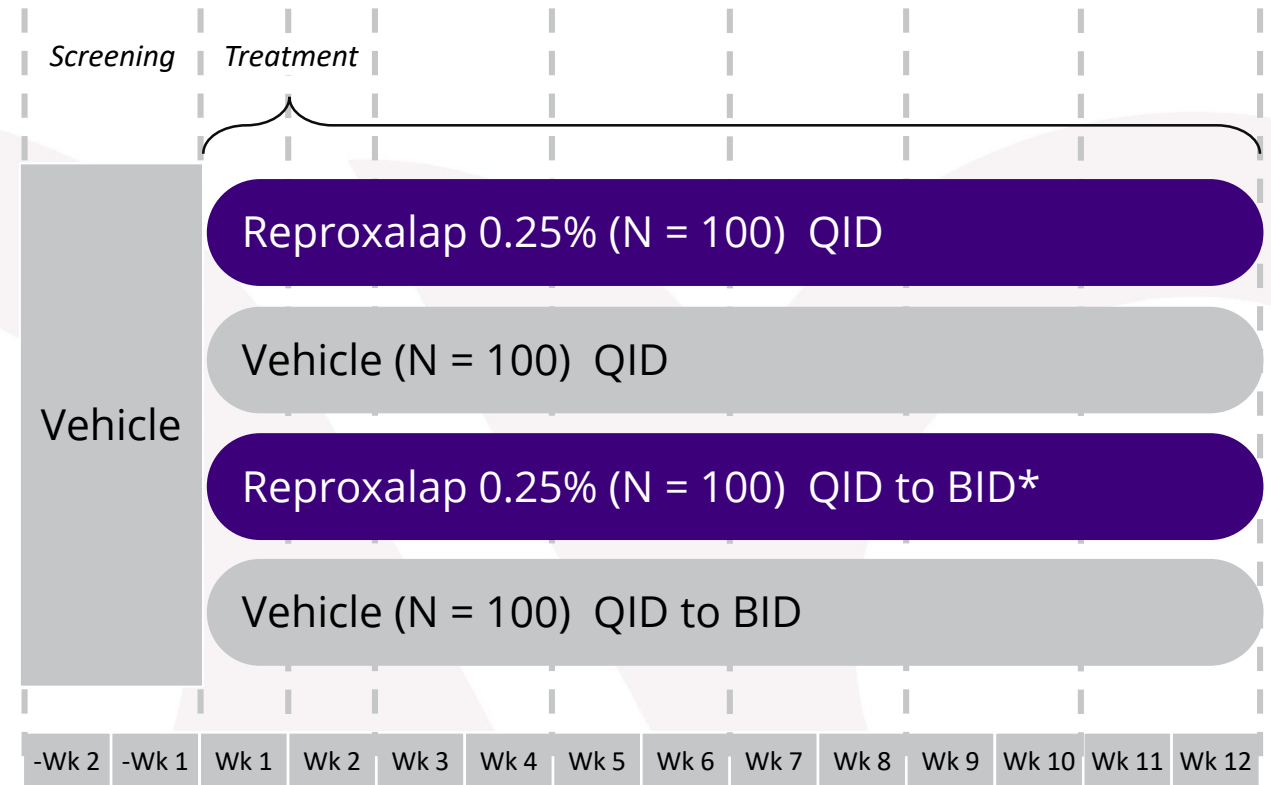 Screening Treatment
Reproxalap 0.25% (N = 100) QID
Vehicle (N = 100) QID
Vehicle
Reproxalap 0.25% (N = 100) QID to BID*
Vehicle (N = 100) QID to BID
-Wk 2 -Wk 1 Wk 1 Wk 2 Wk 3 Wk 4 Wk 5 Wk 6 Wk 7 Wk 8 Wk 9 Wk 10 Wk 11 Wk 12